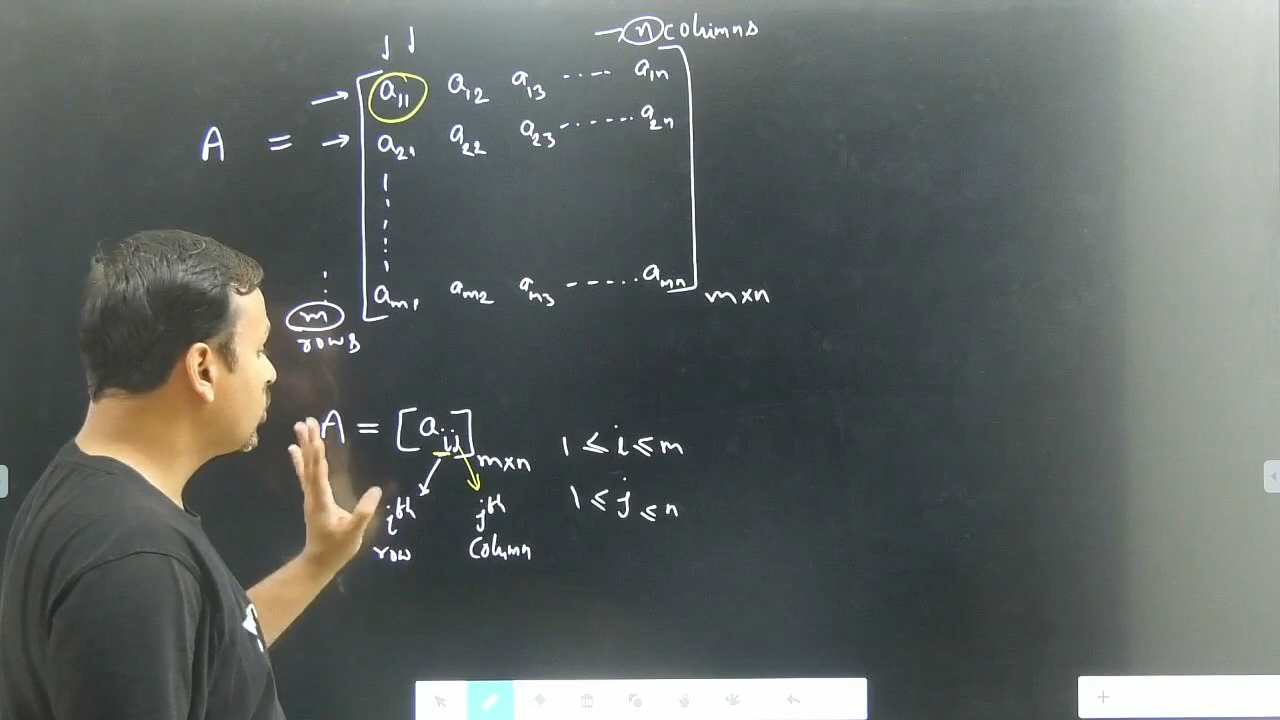 → n columns
a₁₁ a₁₂ a₁₃ ----- a₁ₙ
A = → a₂₁ a₂₂ a₂₃ ------- a₂ₙ
aₘ₁ aₘ₂ aₘ₃ ------ aₘₙ
m×n
m
rows
A = [aᵢⱼ]ₘₓₙ 1 ≤ i ≤ m
iᵗʰ jᵗʰ 1 ≤ j ≤ n
row column